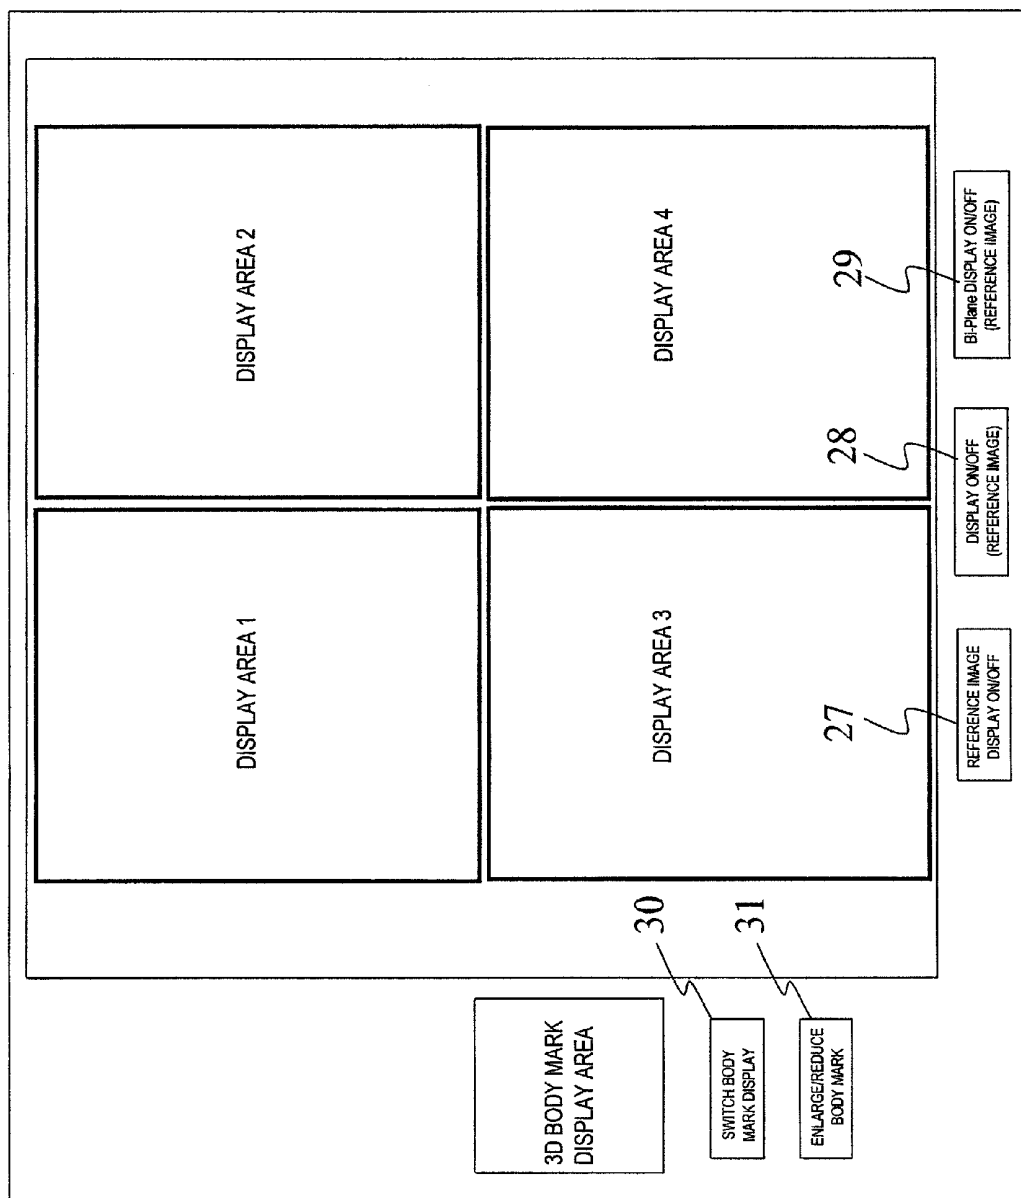 DISPLAY AREA 1
DISPLAY AREA 2
3D BODY MARK
DISPLAY AREA
DISPLAY AREA 3
DISPLAY AREA 4
30
SWITCH BODY
MARK DISPLAY
31
ENLARGE/REDUCE
BODY MARK
27
28
29
REFERENCE IMAGE
DISPLAY ON/OFF
DISPLAY ON/OFF
(REFERENCE IMAGE)
Bi-Plane DISPLAY ON/OFF
(REFERENCE IMAGE)